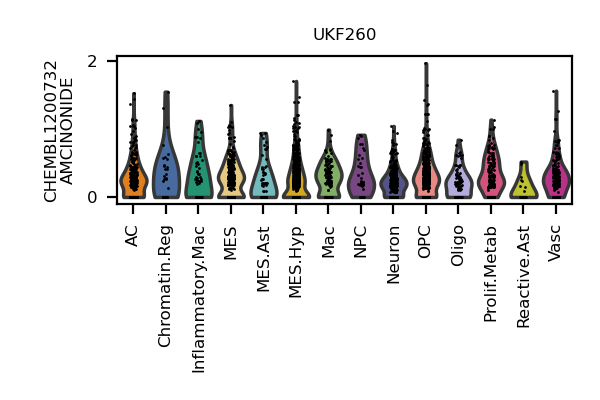 UKF260
CHEMBL1200732
AMCINONIDE
2
0
AC
Chromatin.Reg
Inflammatory.Mac
MES
MES.Ast
MES.Hyp
Mac
NPC
Neuron
OPC
Oligo
Prolif.Metab
Reactive.Ast
Vasc